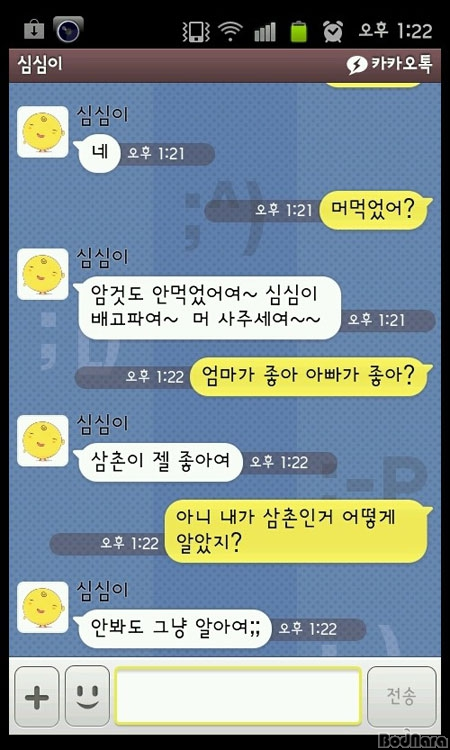 오후 1:22
심심이 카카오톡
심심이
네 오후 1:21
오후 1:21 머먹었어?
심심이
암것도 안먹었어여~ 심심이
배고파여~ 머 사주세여~~ 오후 1:21
오후 1:22 엄마가 좋아 아빠가 좋아?
심심이
삼촌이 젤 좋아여 오후 1:22
아니 내가 삼촌인거 어떻게
오후 1:22 알았지?
심심이
안봐도 그냥 알아여;; 오후 1:22
전송
BodNara
;^)
;D
:-P
;)